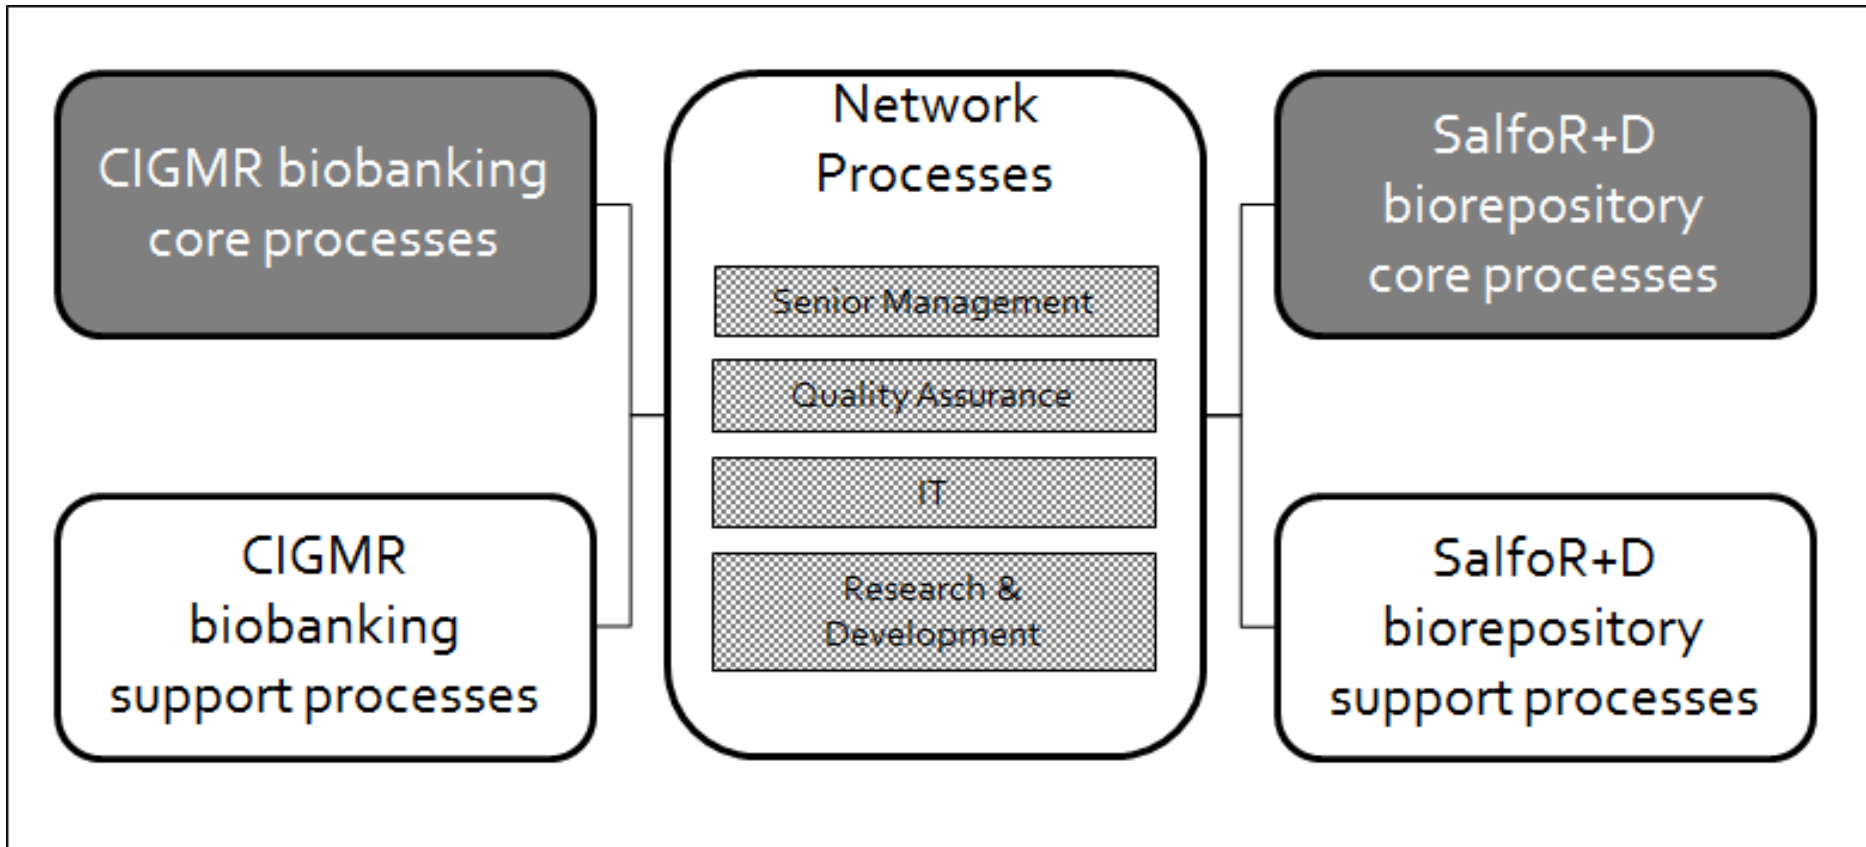 CIGMR biobanking
core processes
CIGMR
biobanking
support processes
Network
Processes
Senior Management
Quality Assurance
IT
Research &
Development
SalfoR+D
biorepository
core processes
SalfoR+D
biorepository
support processes